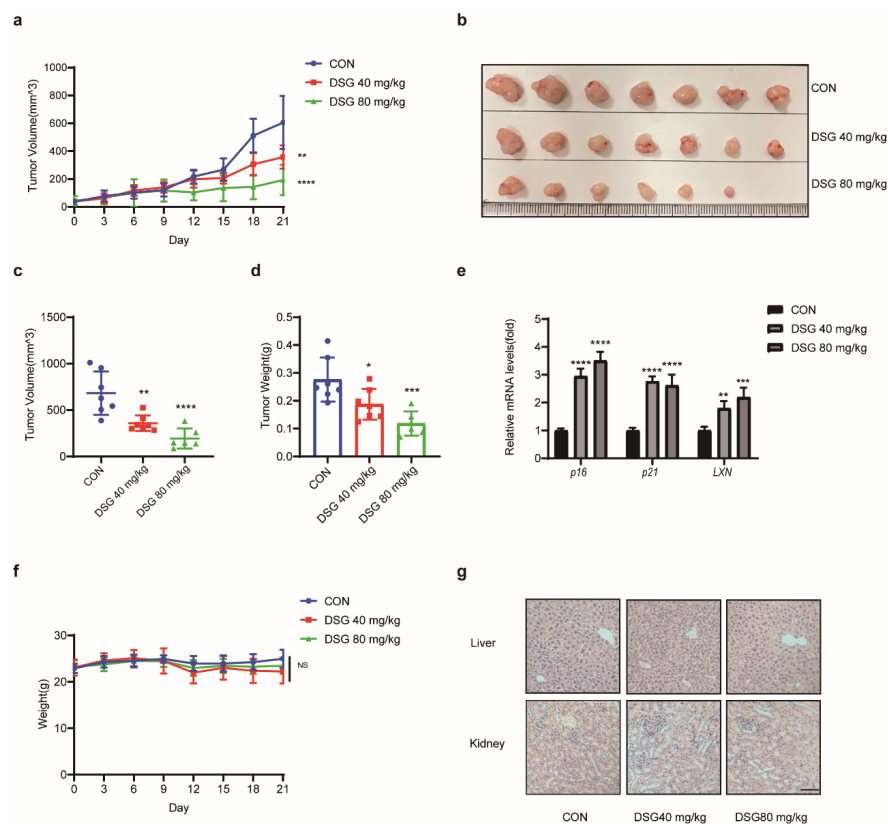 a
1000
800
600
400
200
0
Tumor Volume(mm^3)
0 3 6 9 12 15 18 21
Day
CON
DSG 40 mg/kg
DSG 80 mg/kg
**
****
b
CON
DSG 40 mg/kg
DSG 80 mg/kg
c
1500
1000
500
0
Tumor Volume(mm^3)
**
****
CON
DSG 40 mg/kg
DSG 80 mg/kg
d
0.5
0.4
0.3
0.2
0.1
0.0
Tumor Weight(g)
*
***
CON
DSG 40 mg/kg
DSG 80 mg/kg
e
5
4
3
2
1
0
Relative mRNA levels(fold)
**** ****
**** ****
** ***
p16 p21 LXN
CON
DSG 40 mg/kg
DSG 80 mg/kg
f
30
20
10
0
Weight(g)
0 3 6 9 12 15 18 21
Day
CON
DSG 40 mg/kg
DSG 80 mg/kg
NS
g
Liver
Kidney
CON DSG40 mg/kg DSG80 mg/kg